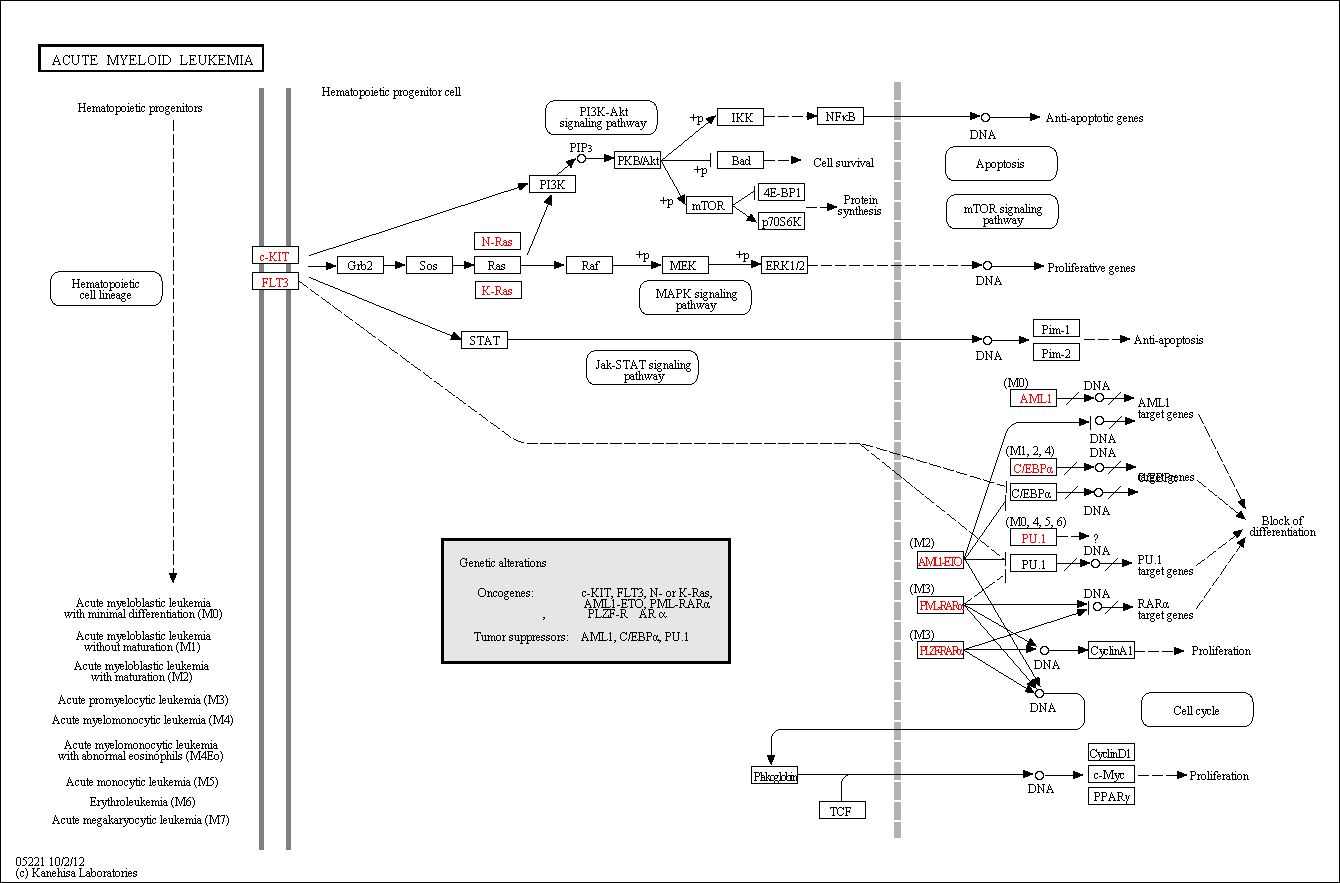 ACUTE MYELOID LEUKEMIA
Hematopoietic progenitors
Hematopoietic progenitor cell
Hematopoietic
cell lineage
Acute myeloblastic leukemia
with minimal differentiation (M0)
Acute myeloblastic leukemia
without maturation (M1)
Acute myeloblastic leukemia
with maturation (M2)
Acute promyelocytic leukemia (M3)
Acute myelomonocytic leukemia (M4)
Acute myelomonocytic leukemia
with abnormal eosinophils (M4Eo)
Acute monocytic leukemia (M5)
Erythroleukemia (M6)
Acute megakaryocytic leukemia (M7)
PI3K-Akt
signaling pathway
PIP3
PI3K
PKB/Akt
+p
IKK
NFκB
DNA
Anti-apoptotic genes
+p
Bad
Cell survival
Apoptosis
+p
mTOR
4E-BP1
p70S6K
Protein
synthesis
mTOR signaling
pathway
c-KIT
FLT3
Grb2
Sos
N-Ras
Ras
K-Ras
Raf
+p
MEK
+p
ERK1/2
DNA
Proliferative genes
MAPK signaling
pathway
STAT
DNA
Pim-1
Pim-2
Anti-apoptosis
Jak-STAT signaling
pathway
(M0)
AML1
DNA
AML1
target genes
DNA
(M1, 2, 4)
DNA
C/EBPα
target genes
C/EBPα
DNA
(M0, 4, 5, 6)
PU.1
?
Block of
differentiation
(M2)
AML1-ETO
PU.1
DNA
PU.1
target genes
(M3)
PML-RARα
DNA
RARα
target genes
(M3)
PLZF-RARα
DNA
CyclinA1
Proliferation
DNA
Cell cycle
Genetic alterations
Oncogenes: c-KIT, FLT3, N- or K-Ras,
AML1-ETO, PML-RARα
, PLZF-R AR α
Tumor suppressors: AML1, C/EBPα, PU.1
Plakoglobin
TCF
DNA
CyclinD1
c-Myc
PPARγ
Proliferation
05221 10/2/12
(c) Kanehisa Laboratories